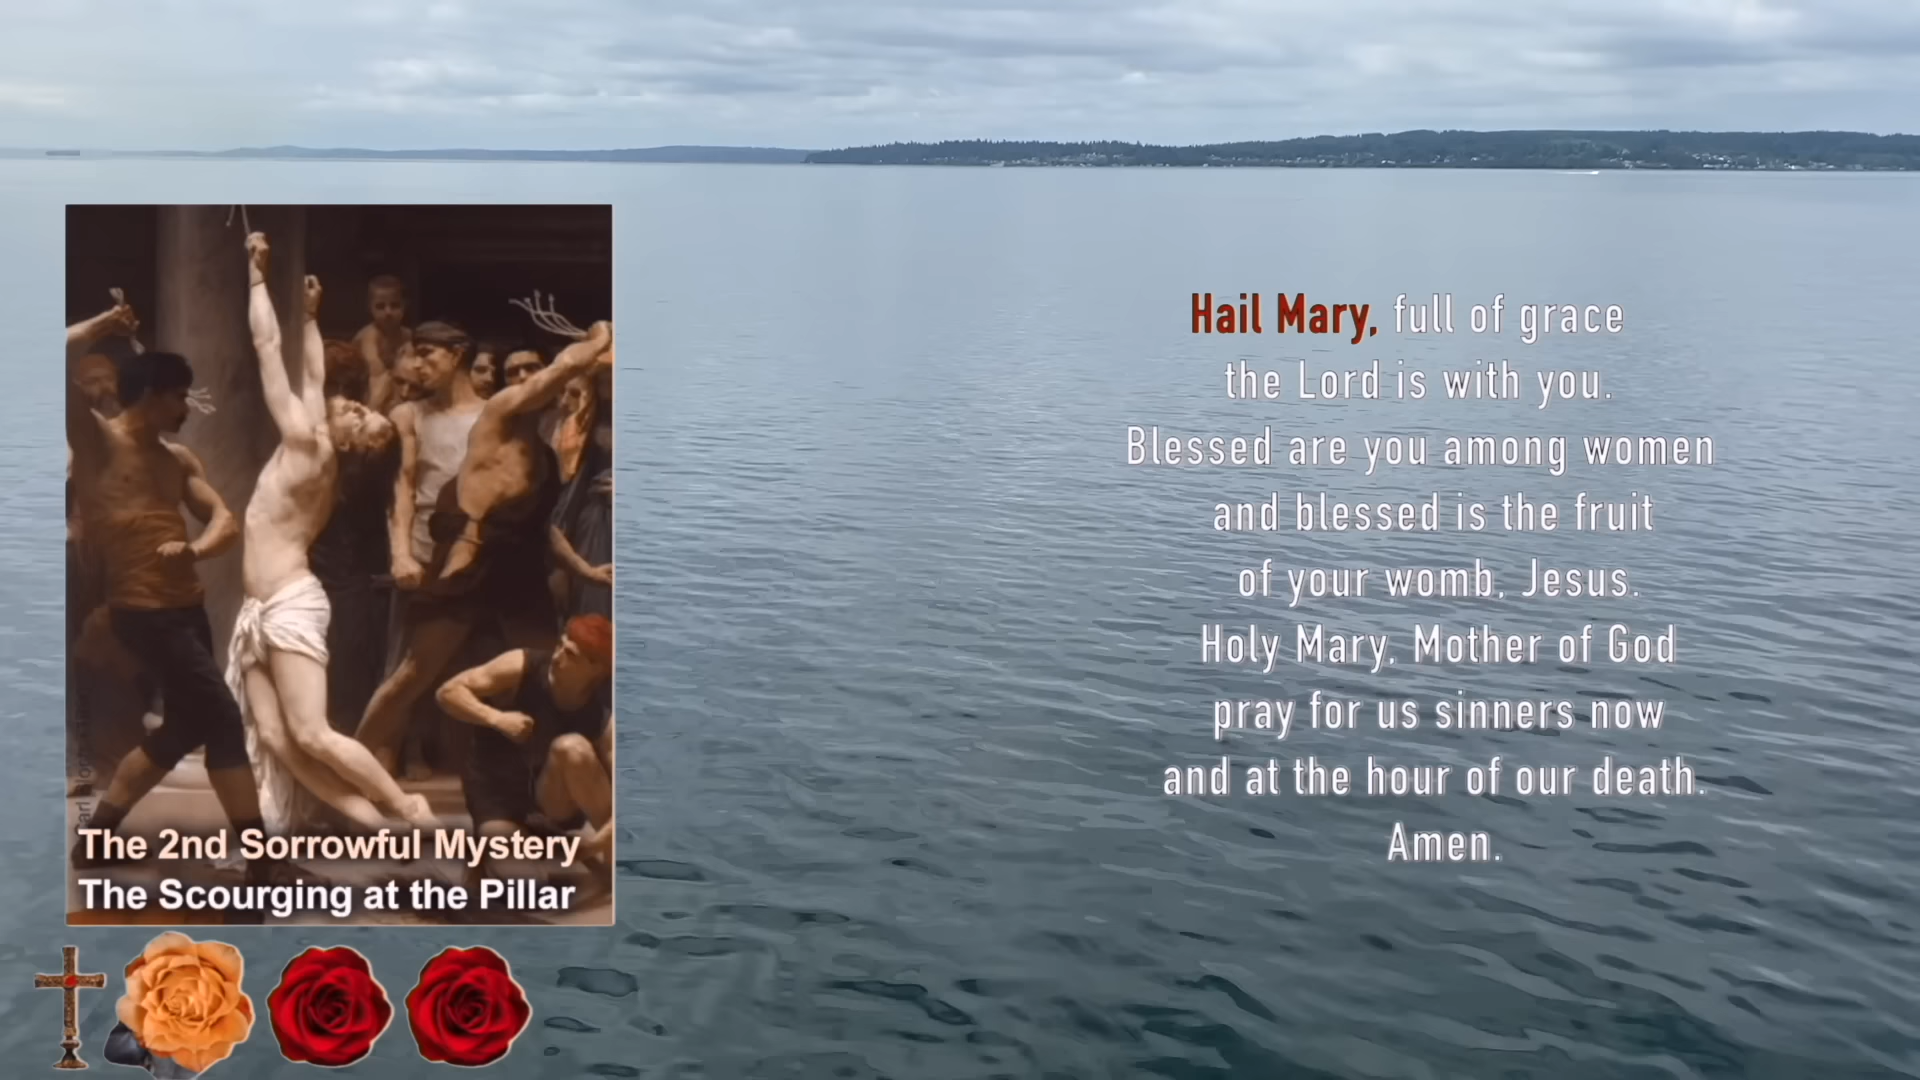 Hail Mary, full of grace
the Lord is with you.
Blessed are you among women
and blessed is the fruit
of your womb, Jesus.
Holy Mary, Mother of God
pray for us sinners now
and at the hour of our death.
Amen.
The 2nd Sorrowful Mystery
The Scourging at the Pillar